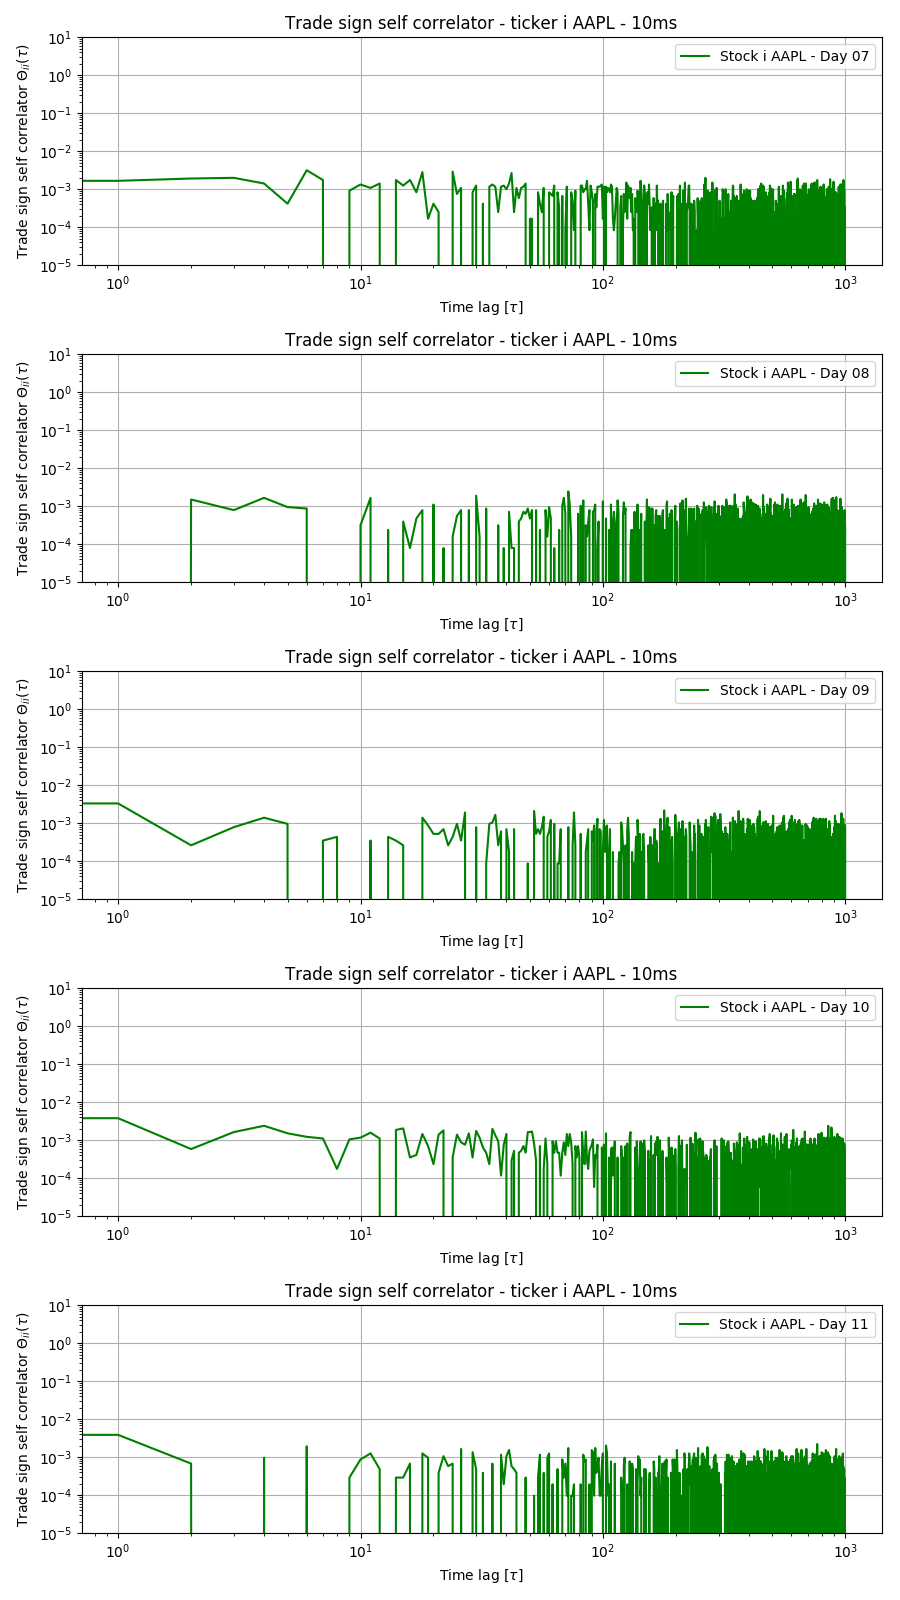 Trade sign self correlator - ticker i AAPL - 10ms
Trade sign self correlator Θii(τ)
10¹
10⁰
10⁻¹
10⁻²
10⁻³
10⁻⁴
10⁻⁵
Stock i AAPL - Day 07
10⁰ 10¹ 10² 10³
Time lag [τ]
Trade sign self correlator - ticker i AAPL - 10ms
Trade sign self correlator Θii(τ)
10¹
10⁰
10⁻¹
10⁻²
10⁻³
10⁻⁴
10⁻⁵
Stock i AAPL - Day 08
10⁰ 10¹ 10² 10³
Time lag [τ]
Trade sign self correlator - ticker i AAPL - 10ms
Trade sign self correlator Θii(τ)
10¹
10⁰
10⁻¹
10⁻²
10⁻³
10⁻⁴
10⁻⁵
Stock i AAPL - Day 09
10⁰ 10¹ 10² 10³
Time lag [τ]
Trade sign self correlator - ticker i AAPL - 10ms
Trade sign self correlator Θii(τ)
10¹
10⁰
10⁻¹
10⁻²
10⁻³
10⁻⁴
10⁻⁵
Stock i AAPL - Day 10
10⁰ 10¹ 10² 10³
Time lag [τ]
Trade sign self correlator - ticker i AAPL - 10ms
Trade sign self correlator Θii(τ)
10¹
10⁰
10⁻¹
10⁻²
10⁻³
10⁻⁴
10⁻⁵
Stock i AAPL - Day 11
10⁰ 10¹ 10² 10³
Time lag [τ]